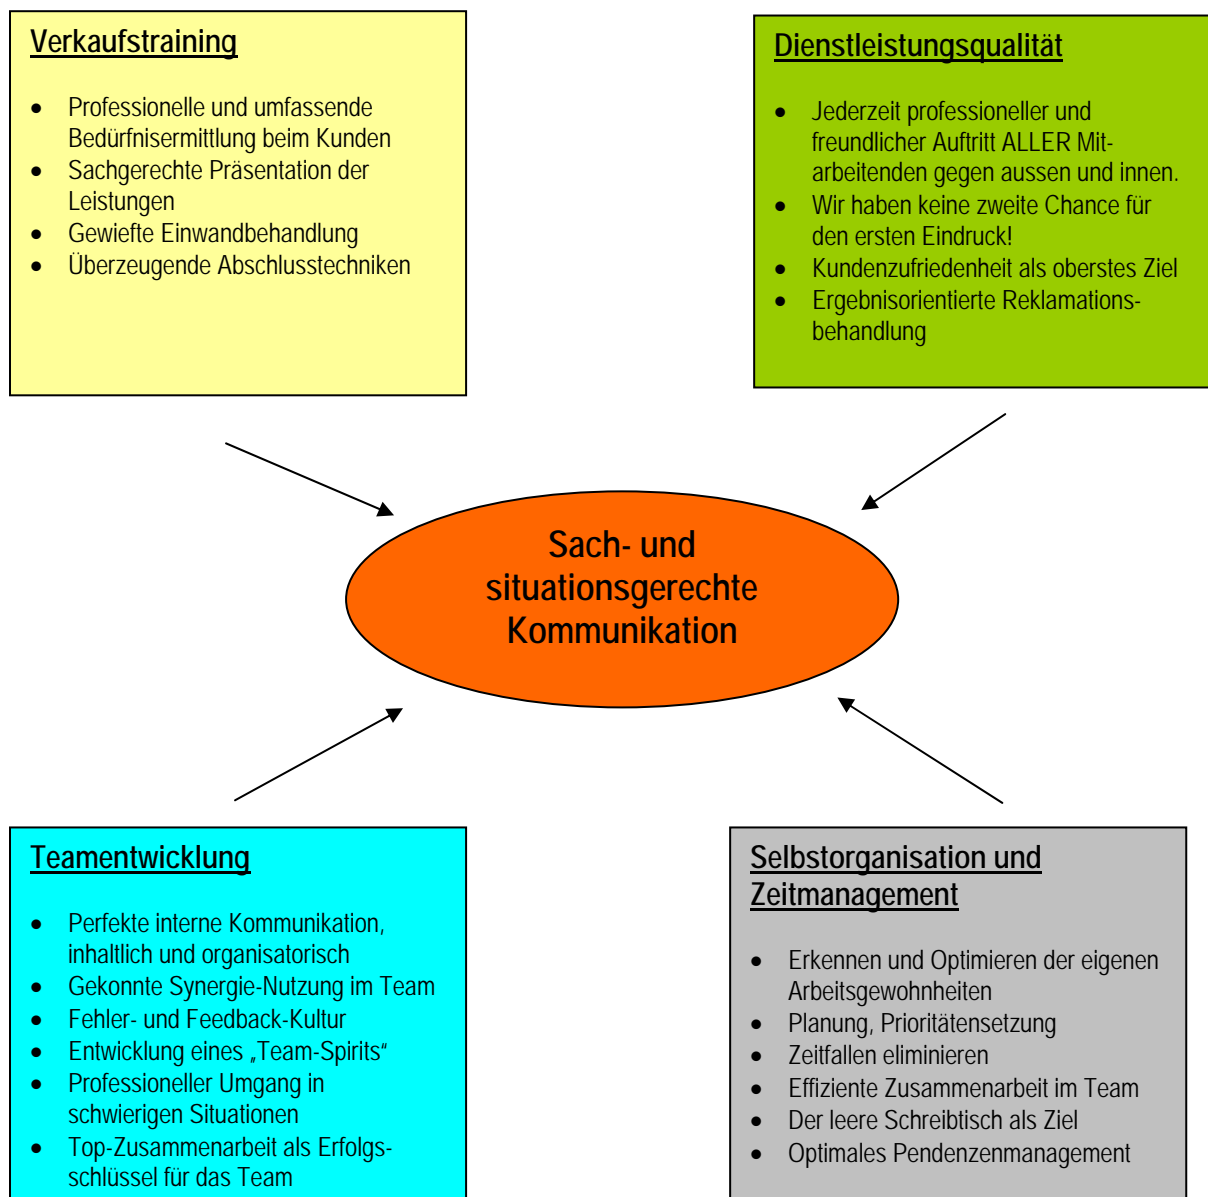 Verkaufstraining
• Professionelle und umfassende
Bedürfnisermittlung beim Kunden
• Sachgerechte Präsentation der
Leistungen
• Gewiefte Einwandbehandlung
• Überzeugende Abschlusstechniken
Dienstleistungsqualität
• Jederzeit professioneller und
freundlicher Auftritt ALLER Mit-
arbeitenden gegen aussen und innen.
• Wir haben keine zweite Chance für
den ersten Eindruck!
• Kundenzufriedenheit als oberstes Ziel
• Ergebnisorientierte Reklamations-
behandlung
Sach- und
situationsgerechte
Kommunikation
Teamentwicklung
• Perfekte interne Kommunikation,
inhaltlich und organisatorisch
• Gekonnte Synergie-Nutzung im Team
• Fehler- und Feedback-Kultur
• Entwicklung eines „Team-Spirits“
• Professioneller Umgang in
schwierigen Situationen
• Top-Zusammenarbeit als Erfolgs-
schlüssel für das Team
Selbstorganisation und
Zeitmanagement
• Erkennen und Optimieren der eigenen
Arbeitsgewohnheiten
• Planung, Prioritätensetzung
• Zeitfallen eliminieren
• Effiziente Zusammenarbeit im Team
• Der leere Schreibtisch als Ziel
• Optimales Pendenzenmanagement